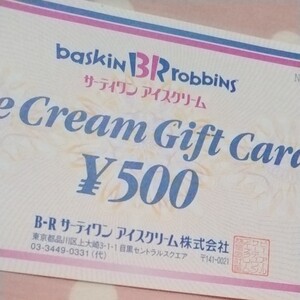 baskin BR robbins
サーティワン アイスクリーム
e Cream Gift Car
¥500
B-R サーティワン アイスクリーム株式会社
東京都品川区上大崎3-1-1 目黒セントラルスクエア 〒141-0021
03-3449-0331（代）